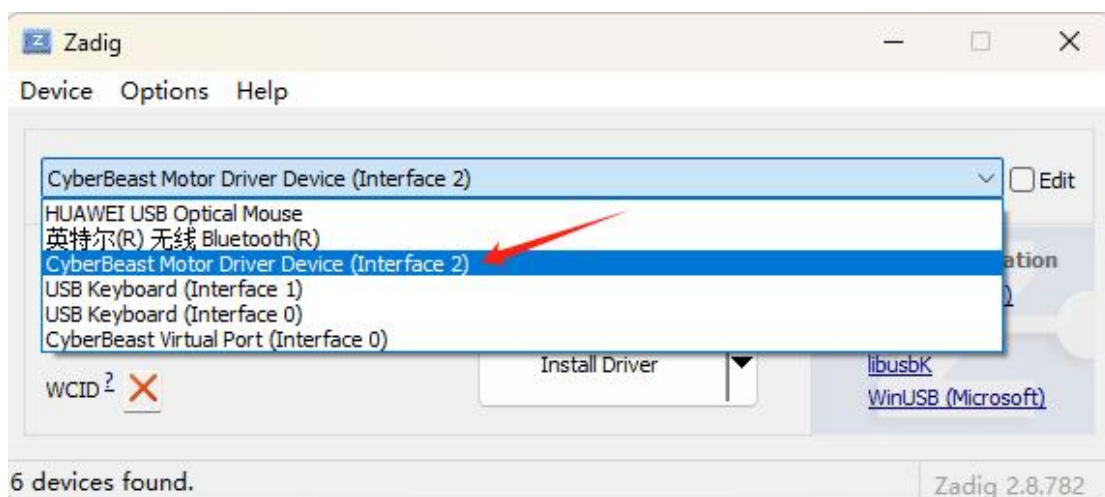 Zadig
Device Options Help
CyberBeast Motor Driver Device (Interface 2)
Edit
HUAWEI USB Optical Mouse
英特尔(R) 无线 Bluetooth(R)
CyberBeast Motor Driver Device (Interface 2)
USB Keyboard (Interface 1)
USB Keyboard (Interface 0)
CyberBeast Virtual Port (Interface 0)
WCID ?
Install Driver
libusbK
WinUSB (Microsoft)
6 devices found.
Zadig 2.8.782